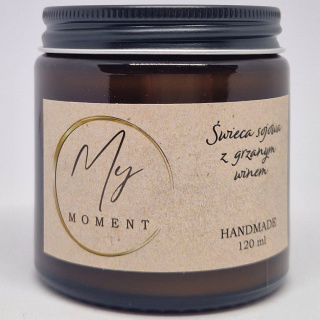 My
MOMENT
Świeca sojowa
z grzanym
winem
HANDMADE
120 ml